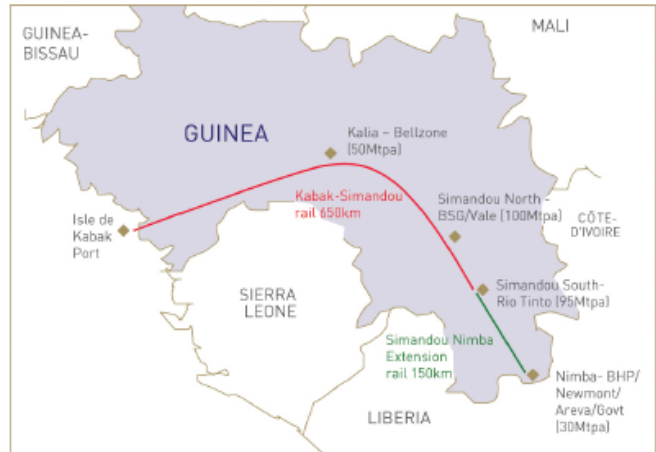 GUINEA-
BISSAU
MALI
GUINEA
Kalia – Bellzone
(50Mtpa)
Kabak-Simandou
rail 650km
Simandou North -
BSG/Vale (100Mtpa)
CÔTE-
D'IVOIRE
Isle de
Kabak
Port
Simandou South-
Rio Tinto (95Mtpa)
SIERRA
LEONE
Simandou Nimba
Extension
rail 150km
Nimba- BHP/
Newmont/
Areva/Govt
(30Mtpa)
LIBERIA